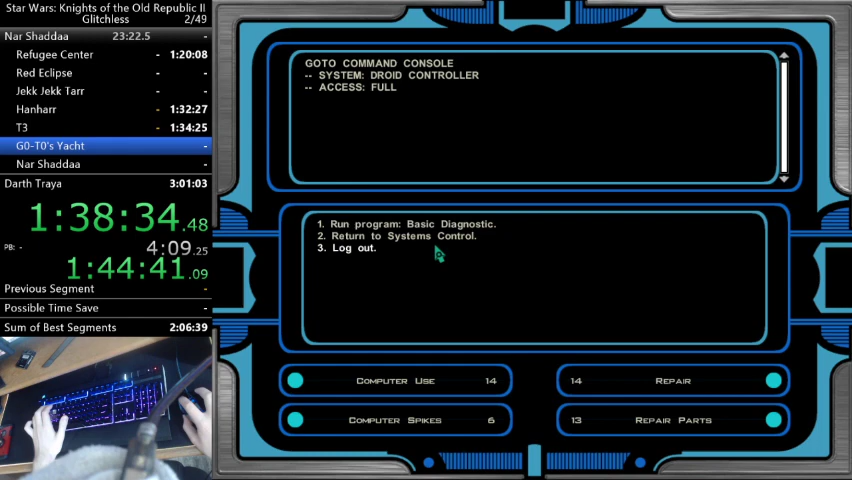 Star Wars: Knights of the Old Republic II
Glitchless
2/49
Nar Shaddaa 23:22.5 - -
Refugee Center - 1:20:08
Red Eclipse - -
Jekk Jekk Tarr - -
Hanharr - 1:32:27
T3 - 1:34:25
G0-T0's Yacht -
Nar Shaddaa -
Darth Traya 3:01:03
1:38:34.48
PB: - 4:09.25
1:44:41.09
Previous Segment -
Possible Time Save -
Sum of Best Segments 2:06:39
GOTO COMMAND CONSOLE
-- SYSTEM: DROID CONTROLLER
-- ACCESS: FULL
1. Run program: Basic Diagnostic.
2. Return to Systems Control.
3. Log out.
COMPUTER USE 14
14 REPAIR
COMPUTER SPIKES 6
13 REPAIR PARTS